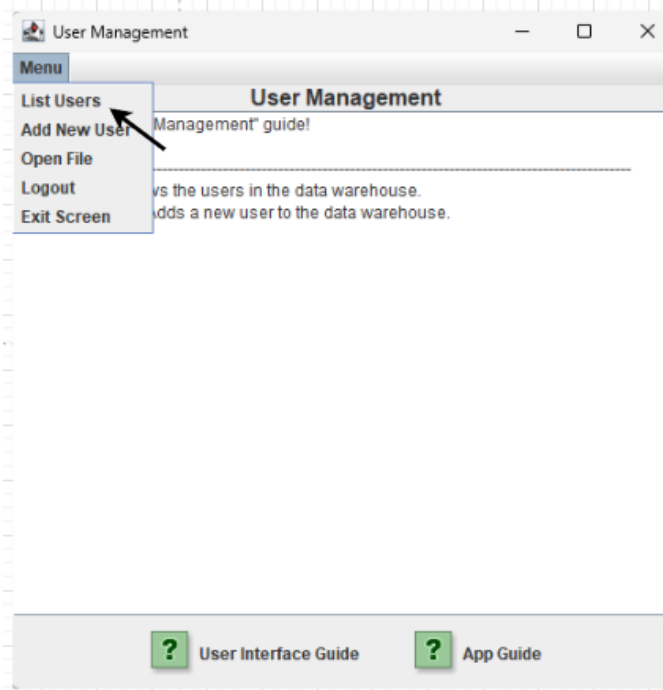 User Management
Menu
List Users
User Management
Add New User
Management" guide!
Open File
Logout
vs the users in the data warehouse.
Exit Screen
Adds a new user to the data warehouse.
User Interface Guide
App Guide